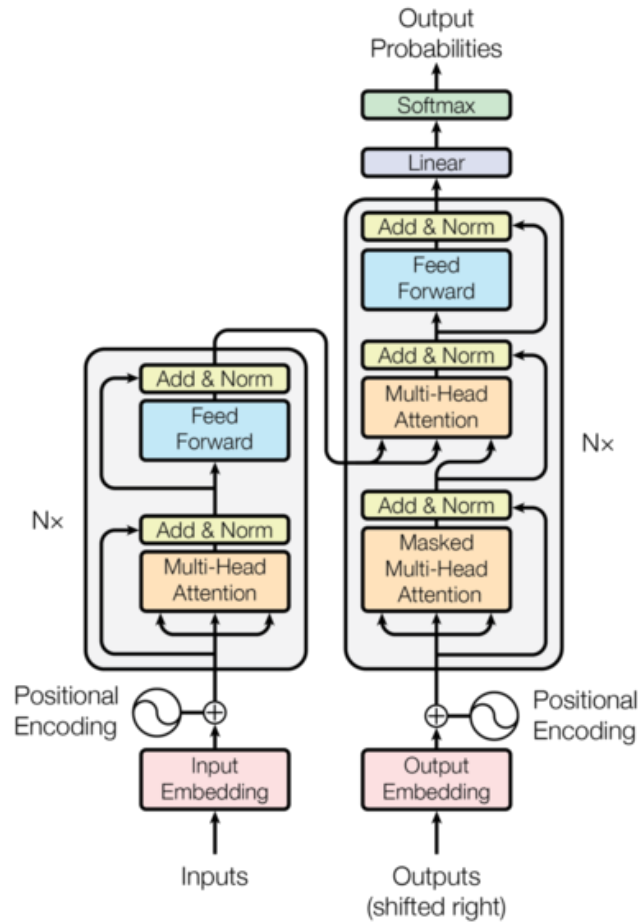 Output
Probabilities
Softmax
Linear
Add & Norm
Feed
Forward
Add & Norm
Multi-Head
Attention
Add & Norm
Masked
Multi-Head
Attention
Nx
Add & Norm
Feed
Forward
Add & Norm
Multi-Head
Attention
Nx
Positional
Encoding
Positional
Encoding
Input
Embedding
Output
Embedding
Inputs
Outputs
(shifted right)